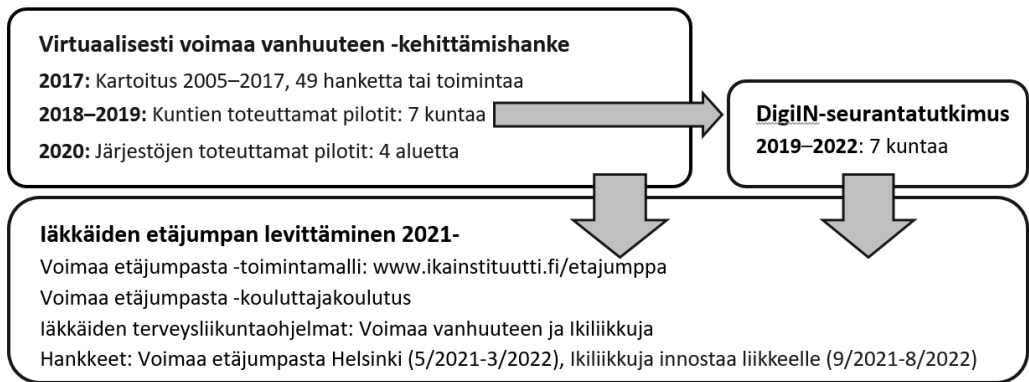 Virtuaalisesti voimaa vanhuuteen -kehittämishanke
2017: Kartoitus 2005–2017, 49 hanketta tai toimintaa
2018–2019: Kuntien toteuttamat pilotit: 7 kuntaa
2020: Järjestöjen toteuttamat pilotit: 4 aluetta
DigiIN-seurantatutkimus
2019–2022: 7 kuntaa
Iäkkäiden etäjumpan levittäminen 2021-
Voimaa etäjumpasta -toimintamalli: www.ikainstituutti.fi/etajumppa
Voimaa etäjumpasta -kouluttajakoulutus
Iäkkäiden terveysliikuntaohjelmat: Voimaa vanhuuteen ja Ikiliikkuja
Hankkeet: Voimaa etäjumpasta Helsinki (5/2021-3/2022), Ikiliikkuja innostaa liikkeelle (9/2021-8/2022)